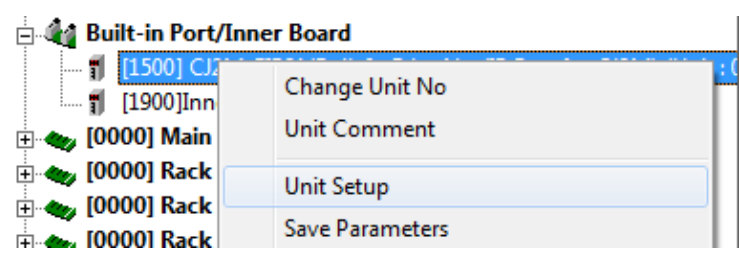 Built-in Port/Inner Board
[1500] CJ2
[1900]Inn
[0000] Main
[0000] Rack
[0000] Rack
[0000] Rack
Change Unit No
Unit Comment
Unit Setup
Save Parameters